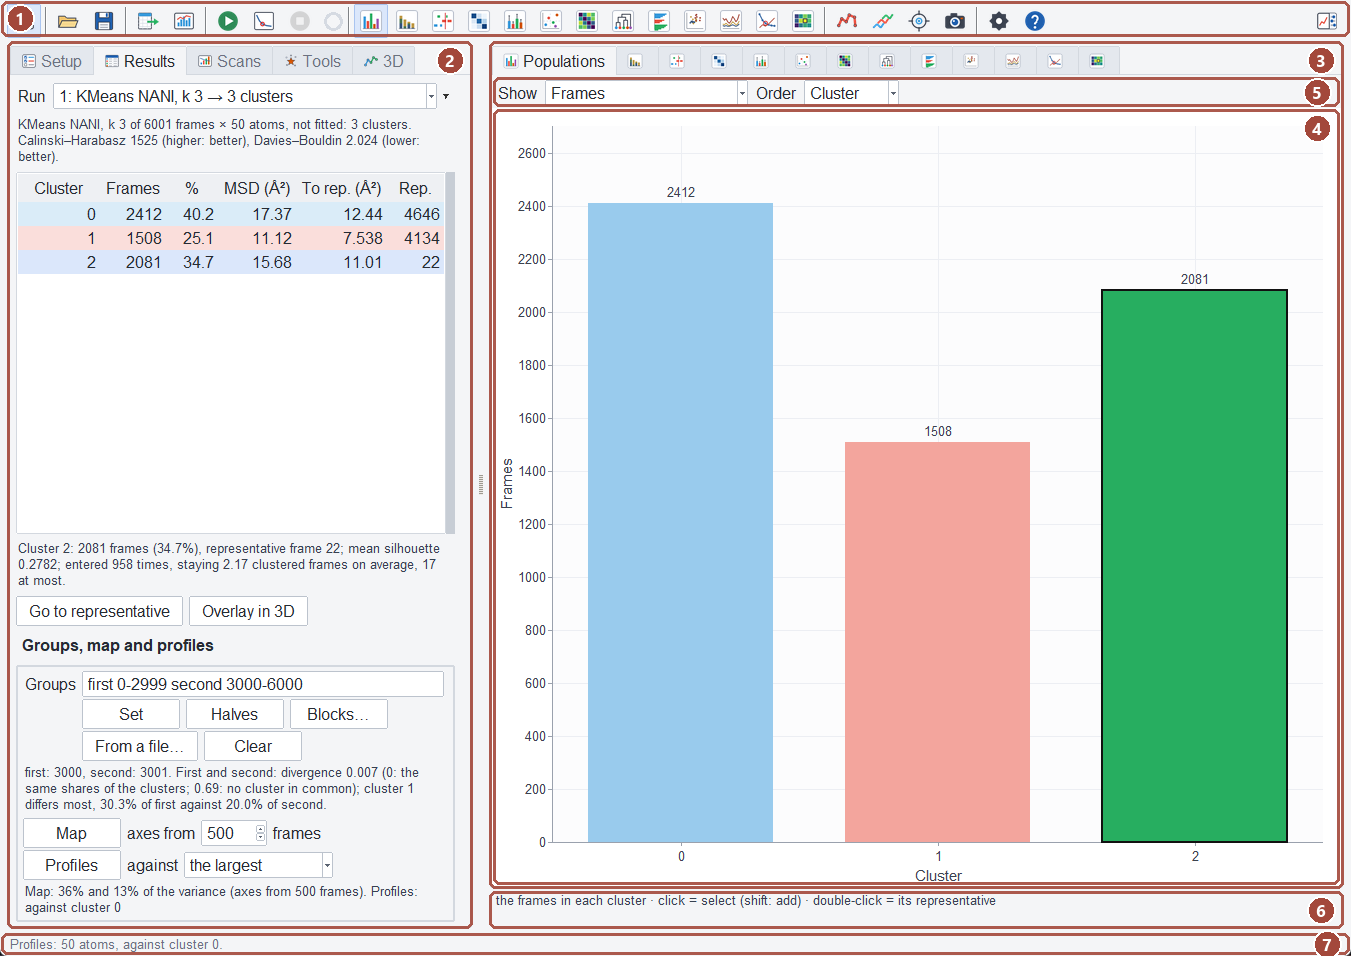 1
Setup
Results
Scans
Tools
3D
2
Populations
3
Run
1: KMeans NANI, k 3 → 3 clusters
Show
Frames
Order
Cluster
5
KMeans NANI, k 3 of 6001 frames × 50 atoms, not fitted: 3 clusters.
Calinski–Harabasz 1525 (higher: better), Davies–Bouldin 2.024 (lower:
better).
4
Cluster Frames % MSD (Å²) To rep. (Å²) Rep.
0 2412 40.2 17.37 12.44 4646
1 1508 25.1 11.12 7.538 4134
2 2081 34.7 15.68 11.01 22
Cluster 2: 2081 frames (34.7%), representative frame 22; mean silhouette
0.2782; entered 958 times, staying 2.17 clustered frames on average, 17
at most.
Go to representative
Overlay in 3D
Groups, map and profiles
Groups
first 0-2999 second 3000-6000
Set
Halves
Blocks…
From a file…
Clear
first: 3000, second: 3001. First and second: divergence 0.007 (0: the
same shares of the clusters; 0.69: no cluster in common); cluster 1
differs most, 30.3% of first against 20.0% of second.
Map
axes from
500
frames
Profiles
against
the largest
Map: 36% and 13% of the variance (axes from 500 frames). Profiles:
against cluster 0
2600
2400
2200
2000
1800
1600
1400
1200
1000
800
600
400
200
0
Frames
2412
1508
2081
0
1
2
Cluster
the frames in each cluster · click = select (shift: add) · double-click = its representative
6
Profiles: 50 atoms, against cluster 0.
7